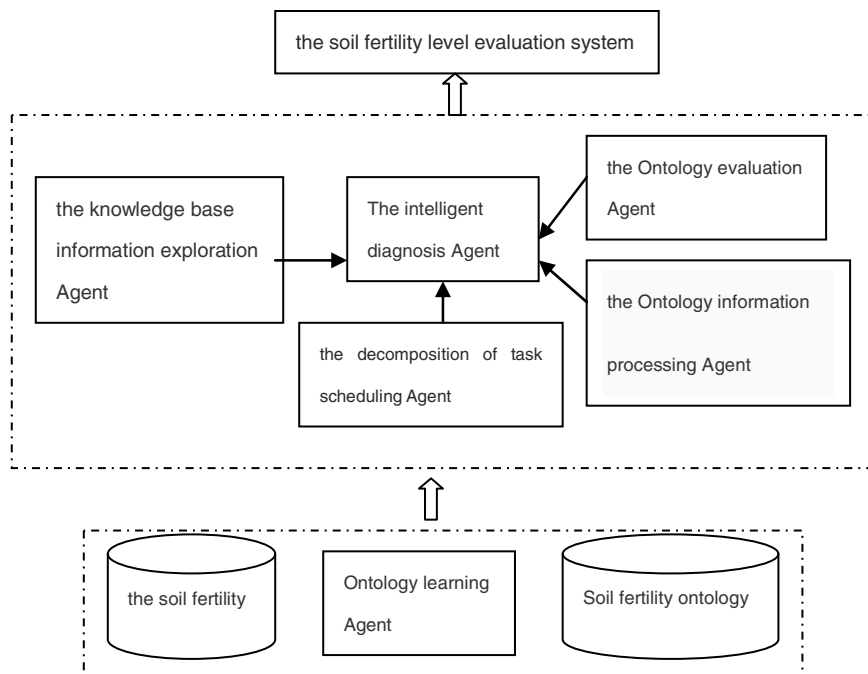 the soil fertility level evaluation system
the knowledge base
information exploration
Agent
The intelligent
diagnosis Agent
the Ontology evaluation
Agent
the Ontology information
processing Agent
the decomposition of task
scheduling Agent
the soil fertility
Ontology learning
Agent
Soil fertility ontology